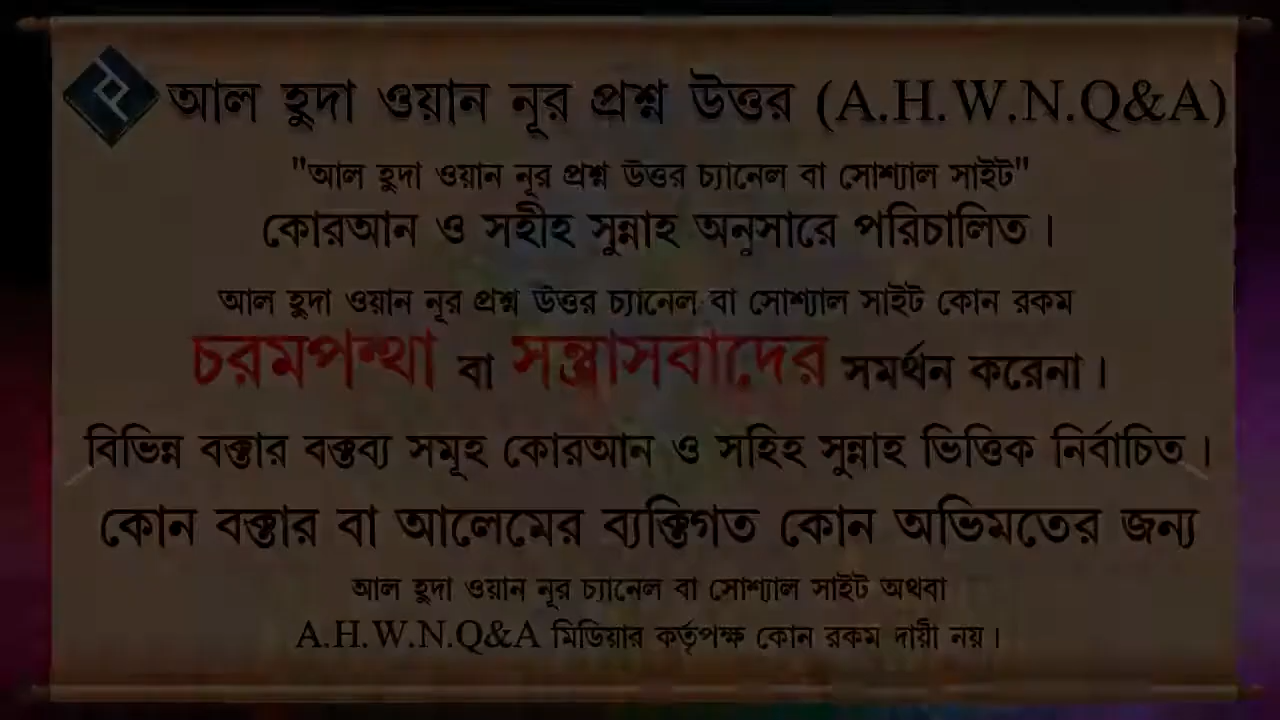 আল হুদা ওয়ান নূর প্রশ্ন উত্তর (A.H.W.N.Q&A)
"আল হুদা ওয়ান নূর প্রশ্ন উত্তর চ্যানেল বা সোশ্যাল সাইট"
কোরআন ও সহীহ সুন্নাহ অনুসারে পরিচালিত।
আল হুদা ওয়ান নূর প্রশ্ন উত্তর চ্যানেল বা সোশ্যাল সাইট কোন রকম
চরমপন্থা বা সন্ত্রাসবাদের সমর্থন করেনা।
বিভিন্ন বক্তার বক্তব্য সমূহ কোরআন ও সহিহ সুন্নাহ ভিত্তিক নির্বাচিত।
কোন বক্তার বা আলেমের ব্যক্তিগত কোন অভিমতের জন্য
আল হুদা ওয়ান নূর চ্যানেল বা সোশ্যাল সাইট অথবা
A.H.W.N.Q&A মিডিয়ার কর্তৃপক্ষ কোন রকম দায়ী নয়।